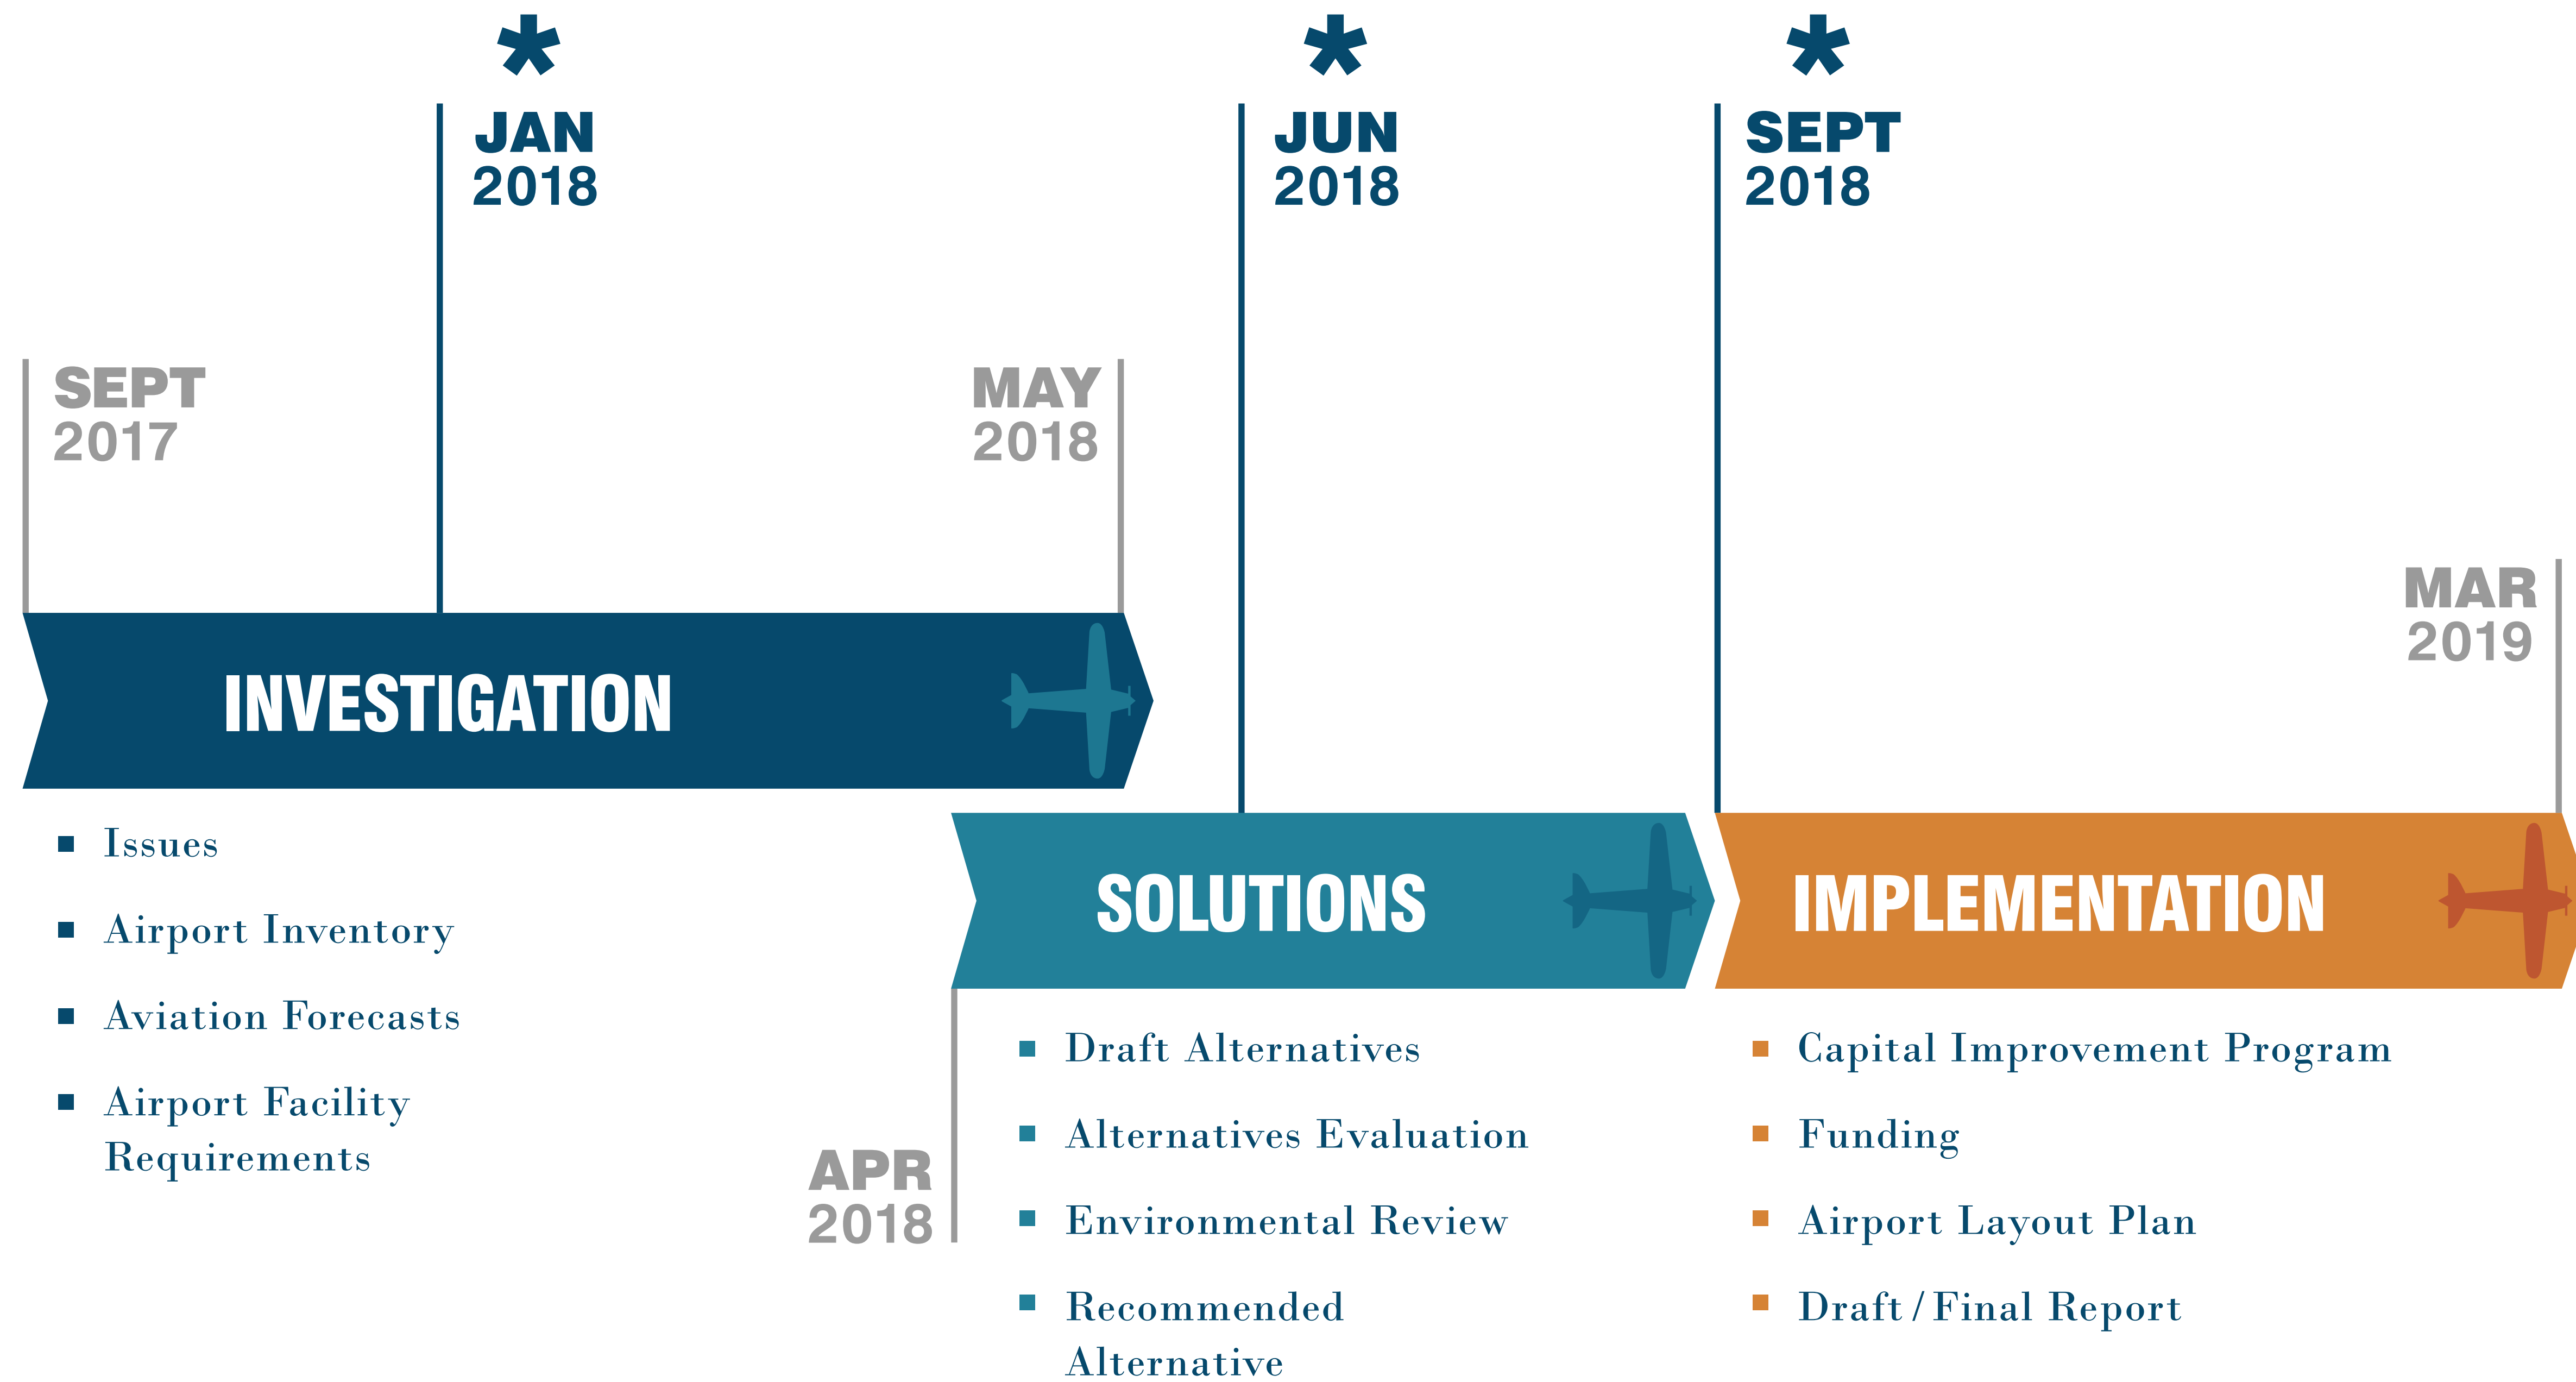 *
*
*
JAN
2018
JUN
2018
SEPT
2018
SEPT
2017
MAY
2018
MAR
2019
INVESTIGATION
Issues
Airport Inventory
Aviation Forecasts
Airport Facility
Requirements
SOLUTIONS
APR
2018
Draft Alternatives
Alternatives Evaluation
Environmental Review
Recommended
Alternative
IMPLEMENTATION
Capital Improvement Program
Funding
Airport Layout Plan
Draft / Final Report